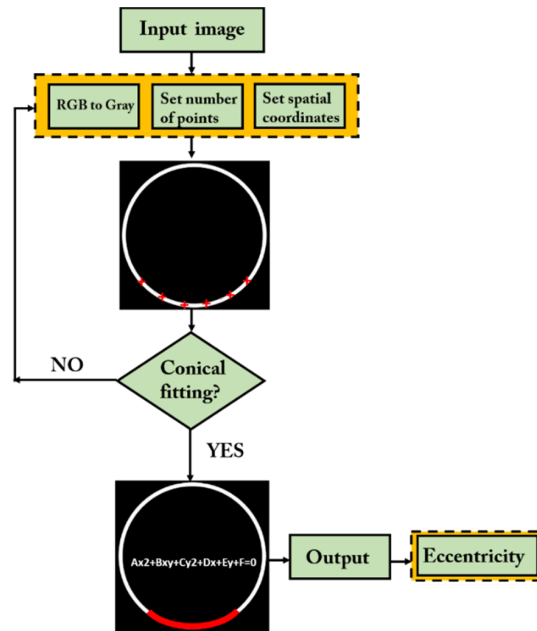 Input image
RGB to Gray
Set number
of points
Set spatial
coordinates
NO
Conical
fitting?
YES
Ax2+Bxy+Cy2+Dx+Ey+F=0
Output
Eccentricity